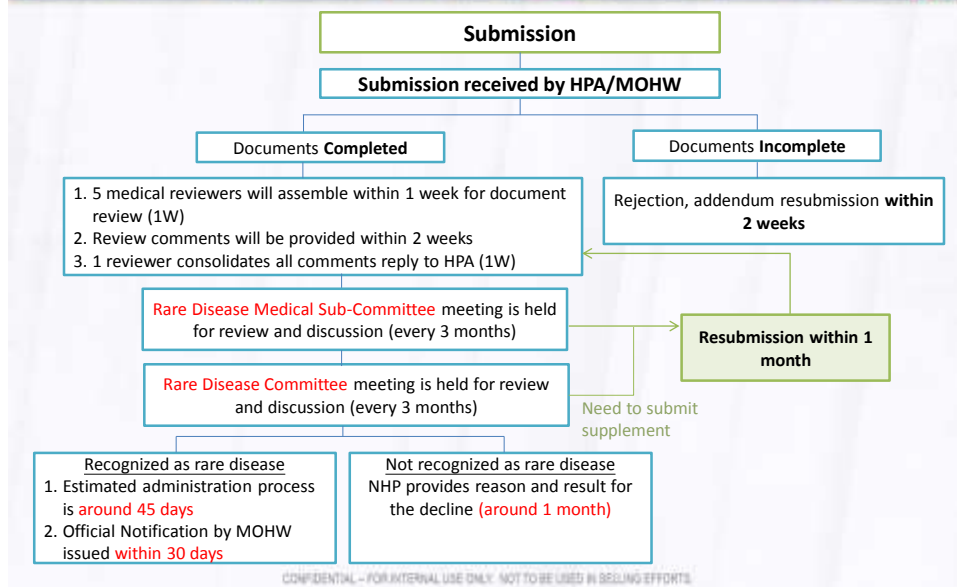 Submission
Submission received by HPA/MOHW
Documents Completed
Documents Incomplete
1. 5 medical reviewers will assemble within 1 week for document
review (1W)
2. Review comments will be provided within 2 weeks
3. 1 reviewer consolidates all comments reply to HPA (1W)
Rejection, addendum resubmission within
2 weeks
Rare Disease Medical Sub-Committee meeting is held
for review and discussion (every 3 months)
Resubmission within 1
month
Rare Disease Committee meeting is held for review
and discussion (every 3 months)
Need to submit
supplement
Recognized as rare disease
1. Estimated administration process
is around 45 days
2. Official Notification by MOHW
issued within 30 days
Not recognized as rare disease
NHP provides reason and result for
the decline (around 1 month)
CONFIDENTIAL – FOR INTERNAL USE ONLY. NOT TO BE USED IN SELLING EFFORTS.